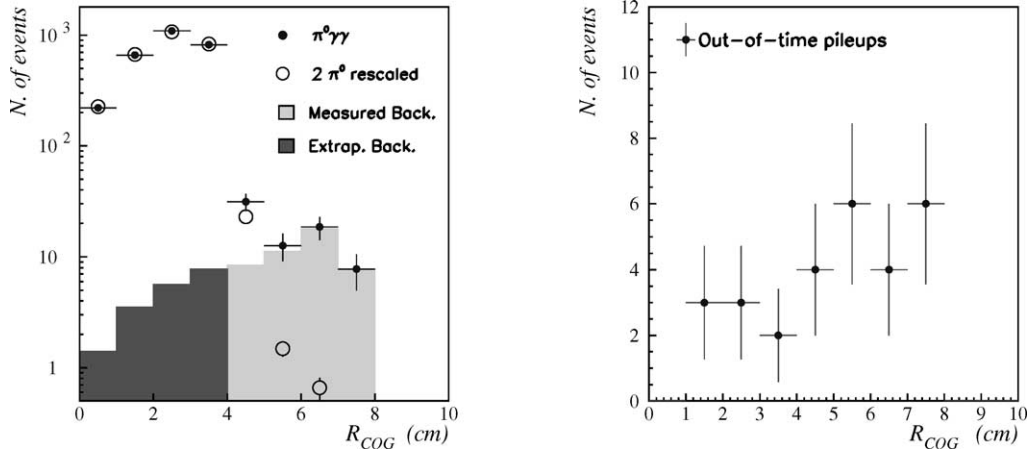 N. of events
10³
10²
10
1
π⁰γγ
2 π⁰ rescaled
Measured Back.
Extrap. Back.
0 2 4 6 8 10
R_COG (cm)
N. of events
12
10
8
6
4
2
0
Out-of-time pileups
0 1 2 3 4 5 6 7 8 9 10
R_COG (cm)